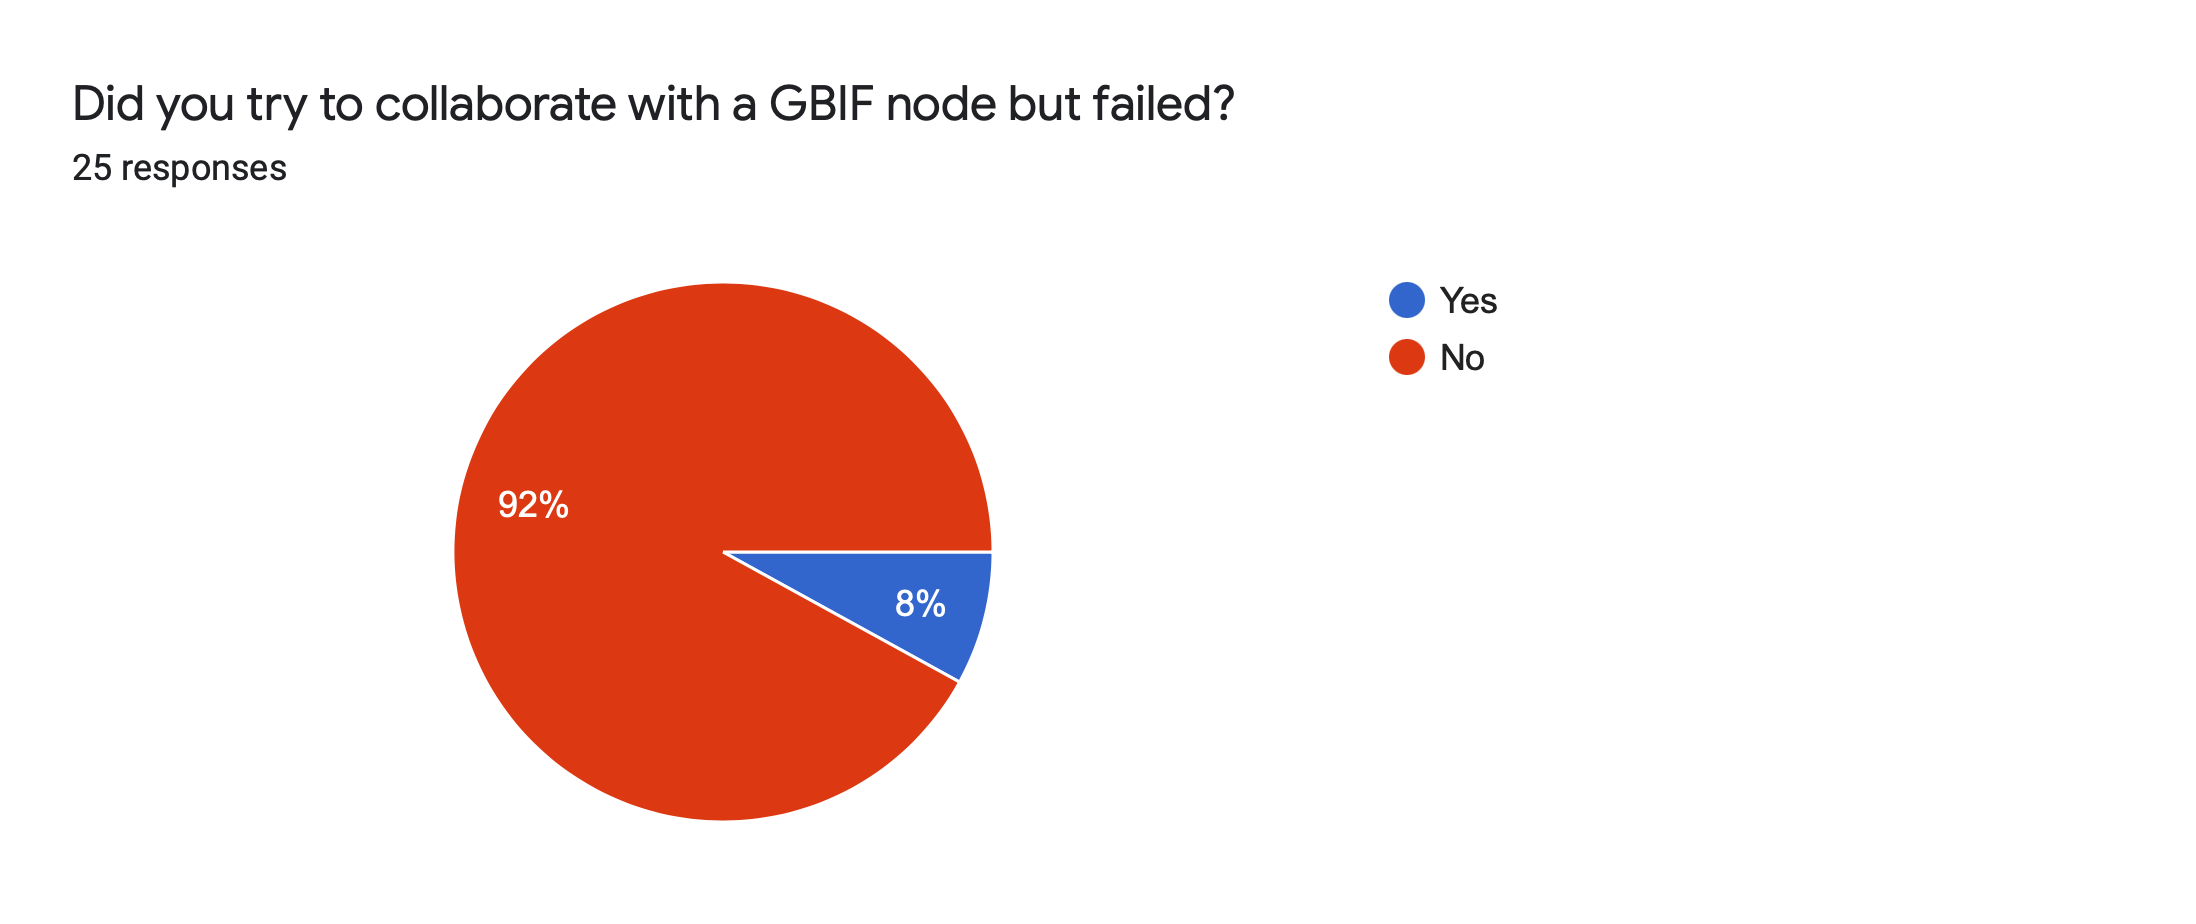 Did you try to collaborate with a GBIF node but failed?
25 responses
Yes
No
92%
8%